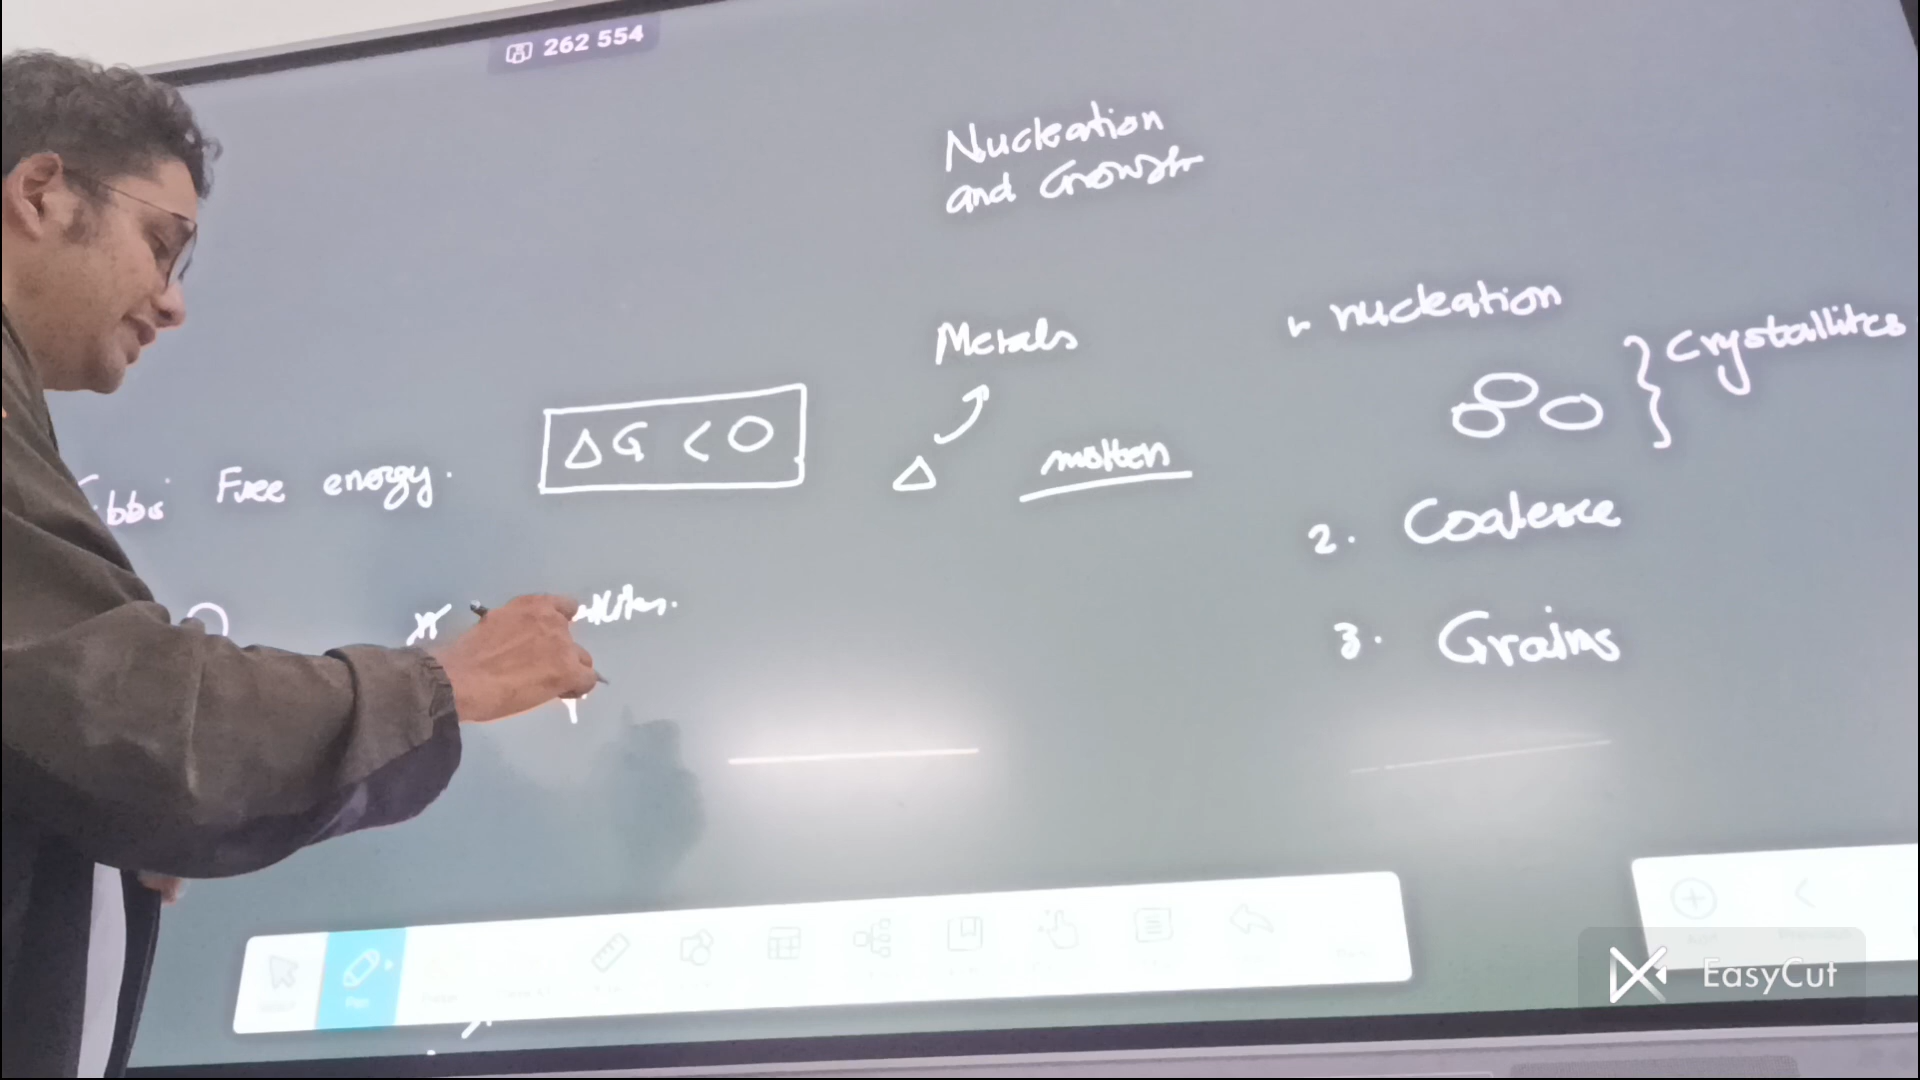 262 554
Nucleation
and Growth
Metals
nucleation
Crystallites
ΔG < 0
Δ
molten
Free energy.
2. Coalesce
3. Grains
EasyCut